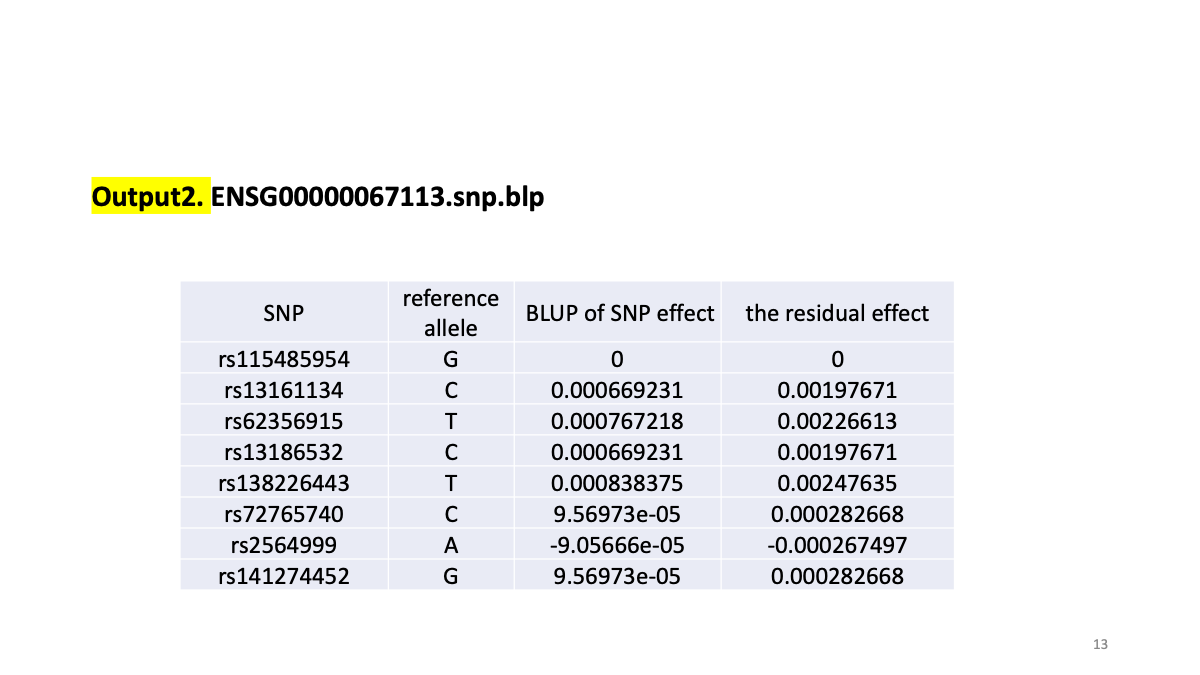 Output2. ENSG00000067113.snp.blp
SNP reference allele BLUP of SNP effect the residual effect
rs115485954 G 0 0
rs13161134 C 0.000669231 0.00197671
rs62356915 T 0.000767218 0.00226613
rs13186532 C 0.000669231 0.00197671
rs138226443 T 0.000838375 0.00247635
rs72765740 C 9.56973e-05 0.000282668
rs2564999 A -9.05666e-05 -0.000267497
rs141274452 G 9.56973e-05 0.000282668
13